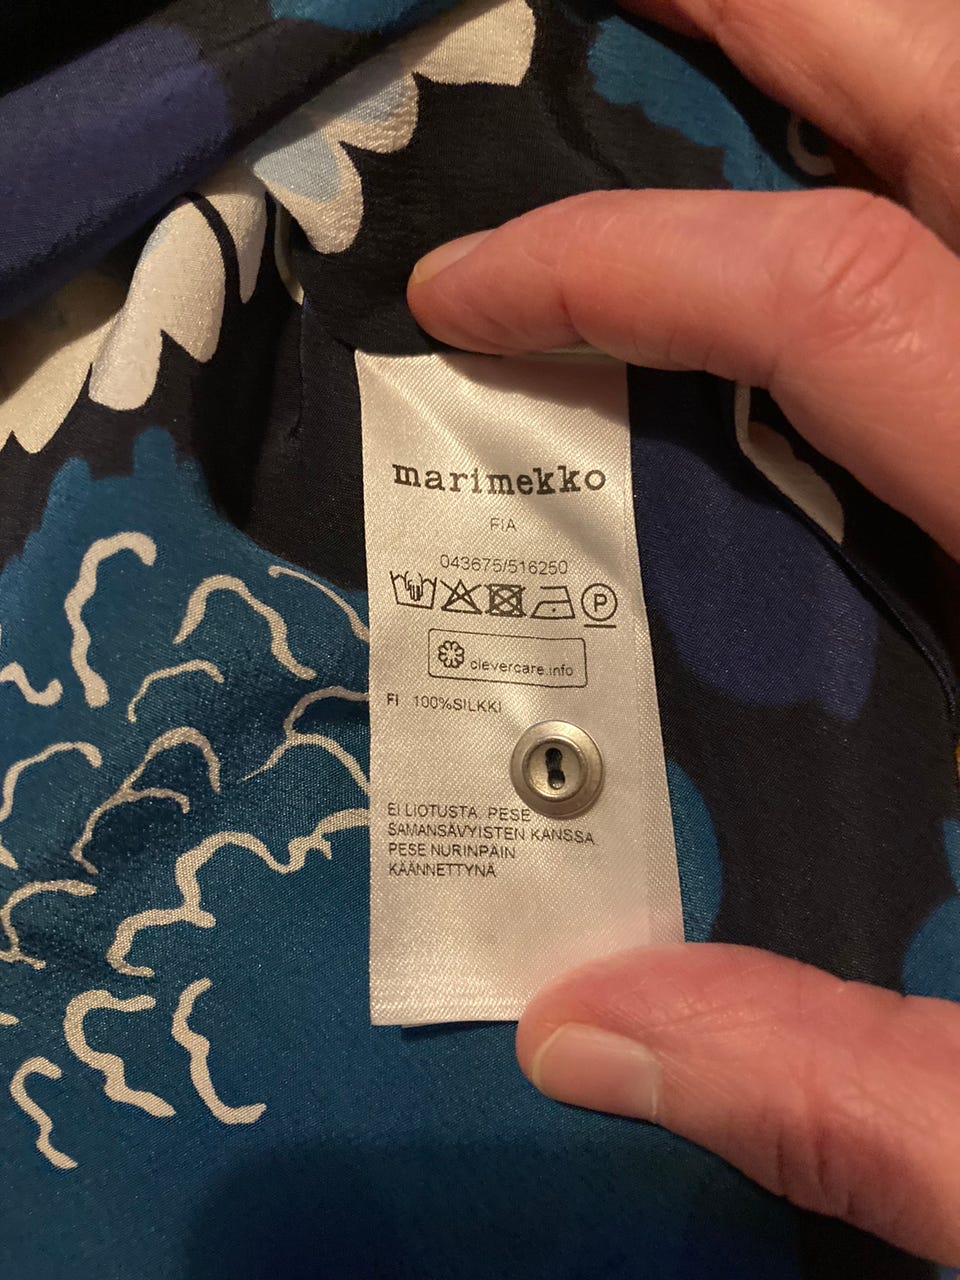 marimekko
FIA
043675/516250
P
clevercare.info
FI 100%SILKKI
EI LIOTUSTA. PESE
SAMANSÄVYISTEN KANSSA
PESE NURINPÄIN
KÄÄNNETTYNÄ